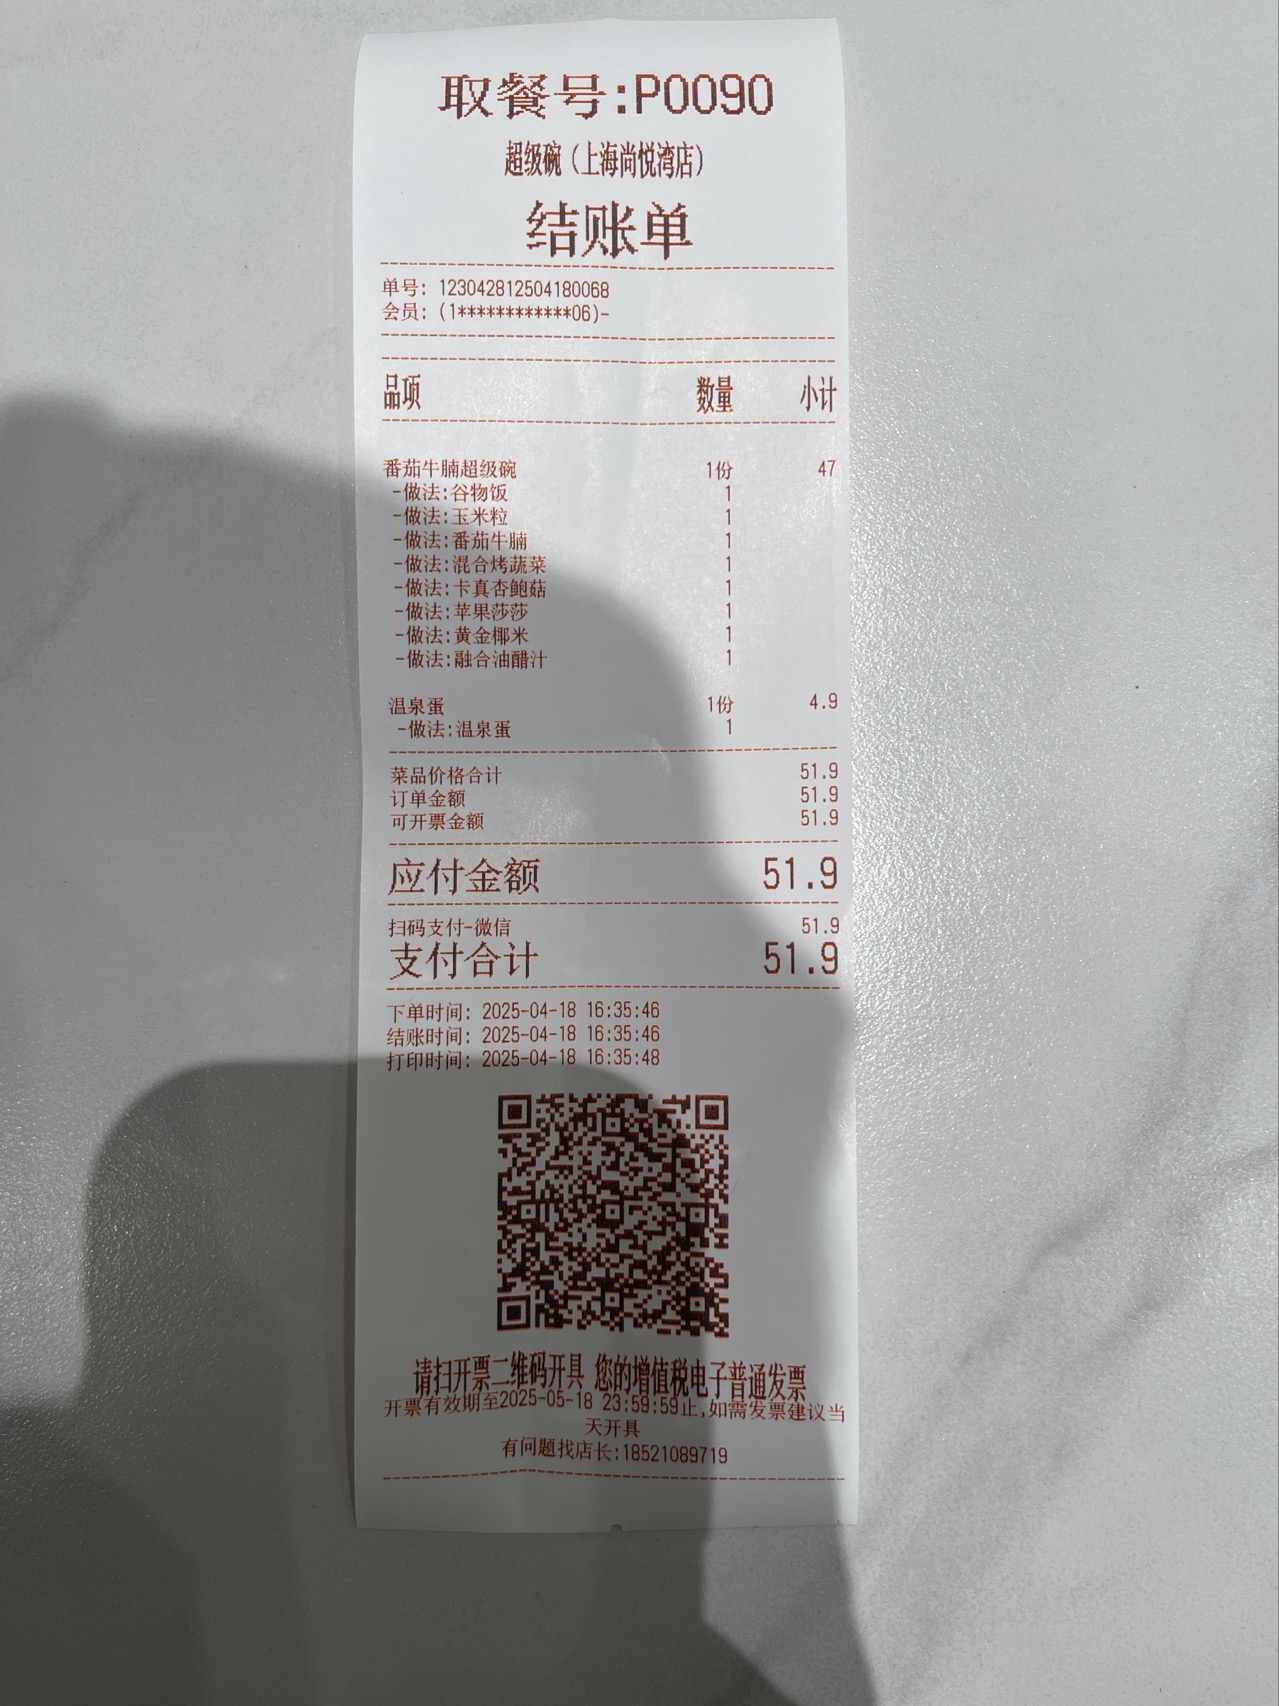 取餐号:P0090
超级碗(上海尚悦湾店)
结账单
单号: 123042812504180068
会员: (1************06)-
品项 数量 小计
番茄牛腩超级碗 1份 47
-做法:谷物饭 1
-做法:玉米粒 1
-做法:番茄牛腩 1
-做法:混合烤蔬菜 1
-做法:卡真杏鲍菇 1
-做法:苹果莎莎 1
-做法:黄金椰米 1
-做法:融合油醋汁 1
温泉蛋 1份 4.9
-做法:温泉蛋 1
菜品价格合计 51.9
订单金额 51.9
可开票金额 51.9
应付金额 51.9
扫码支付-微信 51.9
支付合计 51.9
下单时间: 2025-04-18 16:35:46
结账时间: 2025-04-18 16:35:46
打印时间: 2025-04-18 16:35:48
请扫开票二维码开具 您的增值税电子普通发票
开票有效期至2025-05-18 23:59:59止,如需发票建议当
天开具
有问题找店长:18521089719